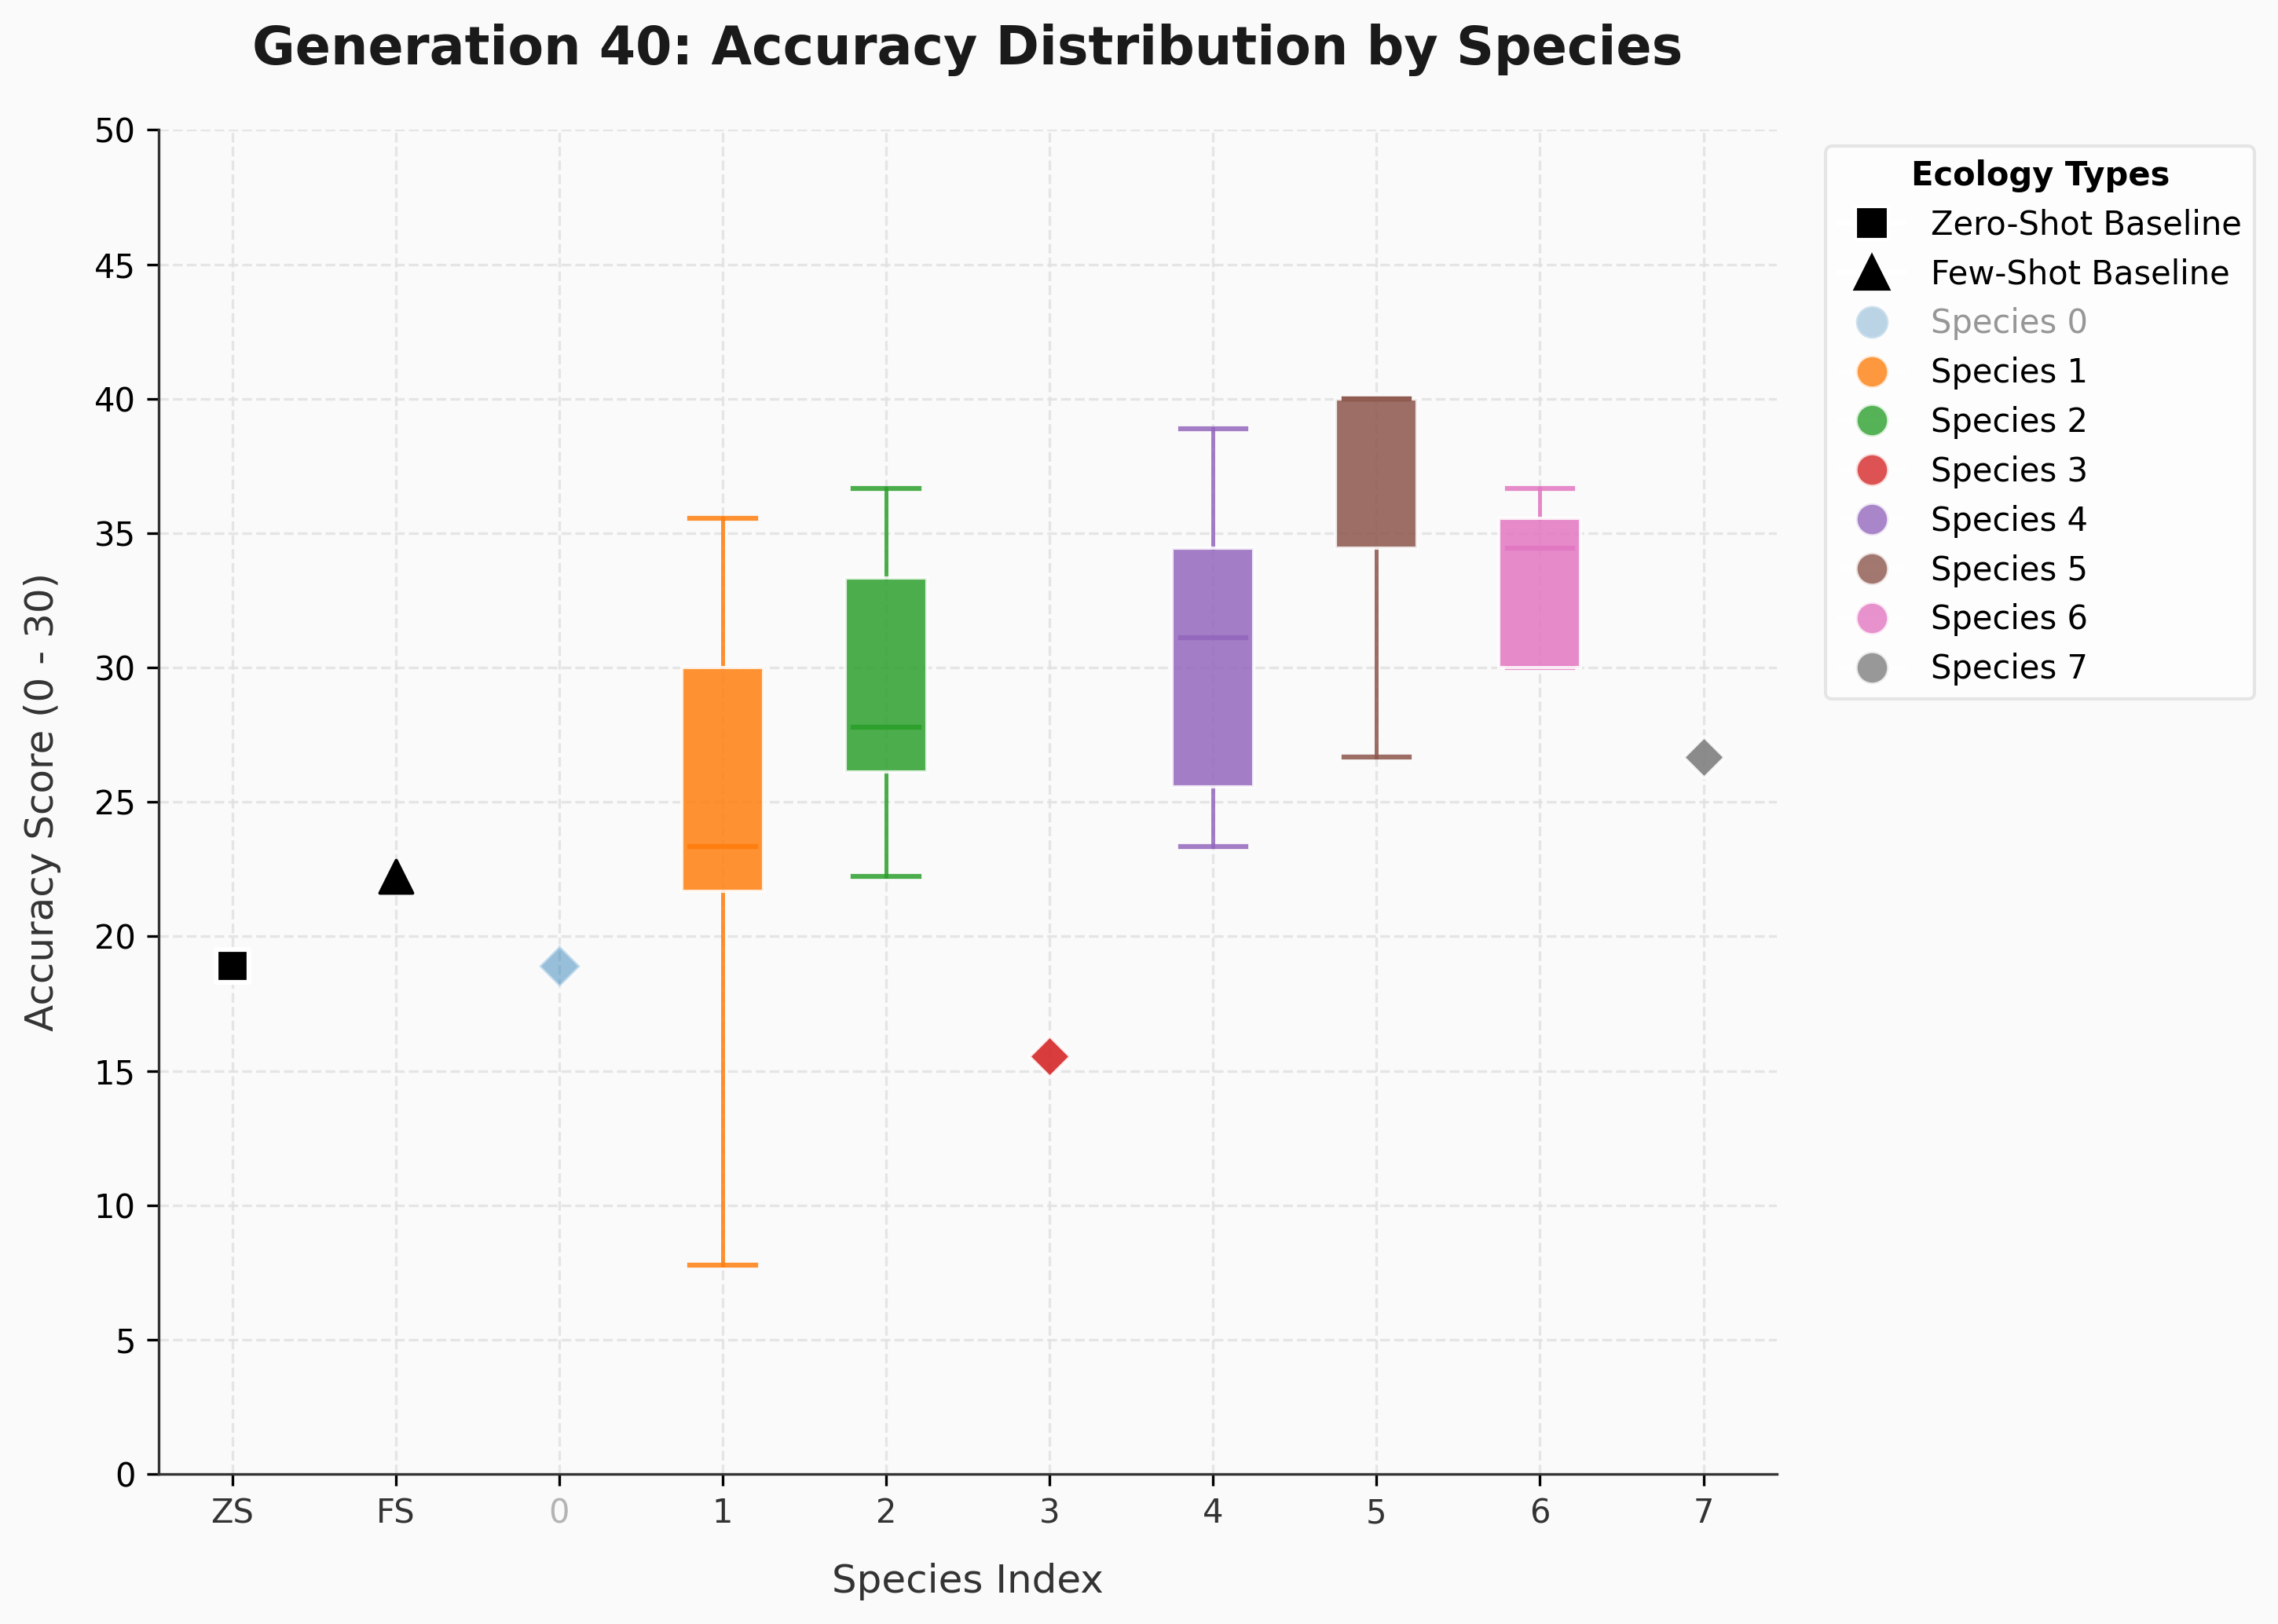 Generation 40: Accuracy Distribution by Species
Accuracy Score (0 - 30)
50
45
40
35
30
25
20
15
10
5
0
ZS FS 0 1 2 3 4 5 6 7
Species Index
Ecology Types
Zero-Shot Baseline
Few-Shot Baseline
Species 0
Species 1
Species 2
Species 3
Species 4
Species 5
Species 6
Species 7